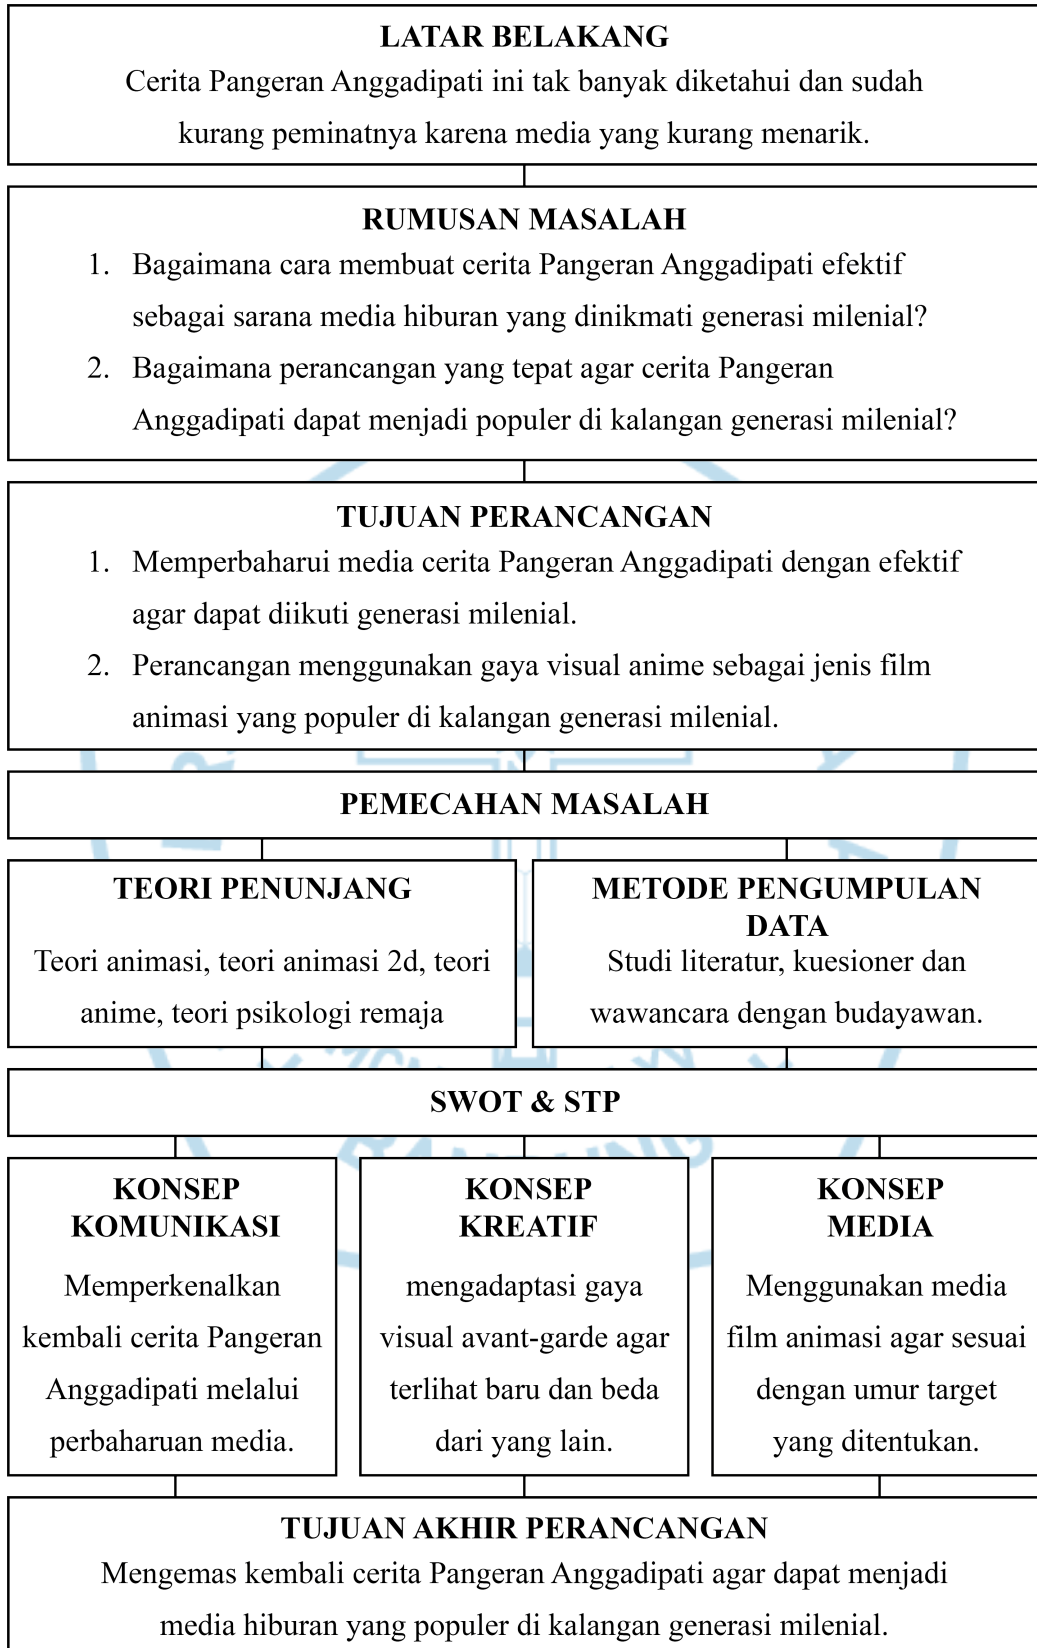 LATAR BELAKANG
Cerita Pangeran Anggadipati ini tak banyak diketahui dan sudah
kurang peminatnya karena media yang kurang menarik.
RUMUSAN MASALAH
1. Bagaimana cara membuat cerita Pangeran Anggadipati efektif
sebagai sarana media hiburan yang dinikmati generasi milenial?
2. Bagaimana perancangan yang tepat agar cerita Pangeran
Anggadipati dapat menjadi populer di kalangan generasi milenial?
TUJUAN PERANCANGAN
1. Memperbaharui media cerita Pangeran Anggadipati dengan efektif
agar dapat diikuti generasi milenial.
2. Perancangan menggunakan gaya visual anime sebagai jenis film
animasi yang populer di kalangan generasi milenial.
PEMECAHAN MASALAH
TEORI PENUNJANG
Teori animasi, teori animasi 2d, teori
anime, teori psikologi remaja
METODE PENGUMPULAN
DATA
Studi literatur, kuesioner dan
wawancara dengan budayawan.
SWOT & STP
KONSEP
KOMUNIKASI
Memperkenalkan
kembali cerita Pangeran
Anggadipati melalui
perbaharuan media.
KONSEP
KREATIF
mengadaptasi gaya
visual avant-garde agar
terlihat baru dan beda
dari yang lain.
KONSEP
MEDIA
Menggunakan media
film animasi agar sesuai
dengan umur target
yang ditentukan.
TUJUAN AKHIR PERANCANGAN
Mengemas kembali cerita Pangeran Anggadipati agar dapat menjadi
media hiburan yang populer di kalangan generasi milenial.